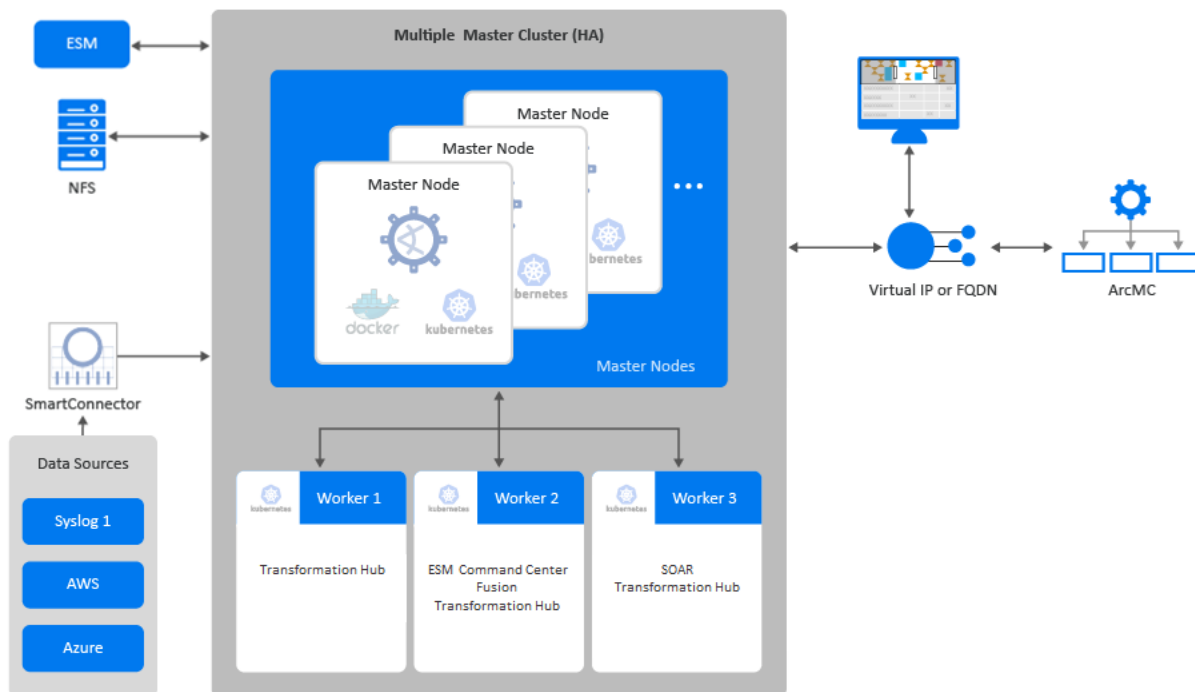 ESM
NFS
SmartConnector
Data Sources
Syslog 1
AWS
Azure
Multiple Master Cluster (HA)
Master Node
Master Node
Master Node
...
docker
kubernetes
Master Nodes
kubernetes
Worker 1
Transformation Hub
kubernetes
Worker 2
ESM Command Center
Fusion
Transformation Hub
kubernetes
Worker 3
SOAR
Transformation Hub
Virtual IP or FQDN
ArcMC